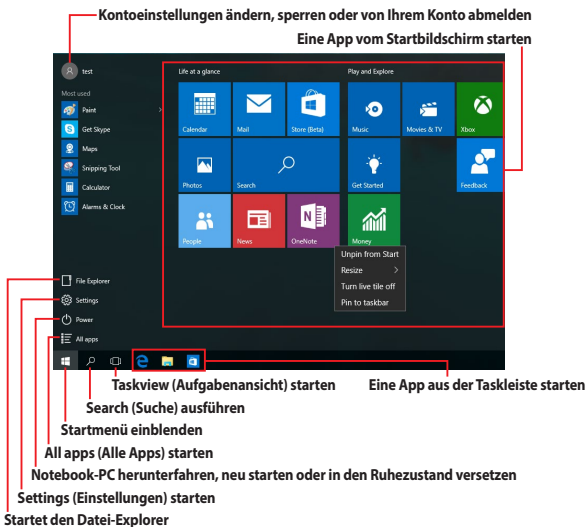 Kontoeinstellungen ändern, sperren oder von Ihrem Konto abmelden
Eine App vom Startbildschirm starten
test
Life at a glance
Play and Explore
Most used
Paint
Get Skype
Maps
Snipping Tool
Calculator
Alarms & Clock
Calendar
Mail
Store (Beta)
Music
Movies & TV
Xbox
Photos
Search
Get Started
Feedback
People
News
OneNote
Money
Unpin from Start
Resize
Turn live tile off
Pin to taskbar
File Explorer
Settings
Power
All apps
Taskview (Aufgabenansicht) starten
Eine App aus der Taskleiste starten
Search (Suche) ausführen
Startmenü einblenden
All apps (Alle Apps) starten
Notebook-PC herunterfahren, neu starten oder in den Ruhezustand versetzen
Settings (Einstellungen) starten
Startet den Datei-Explorer